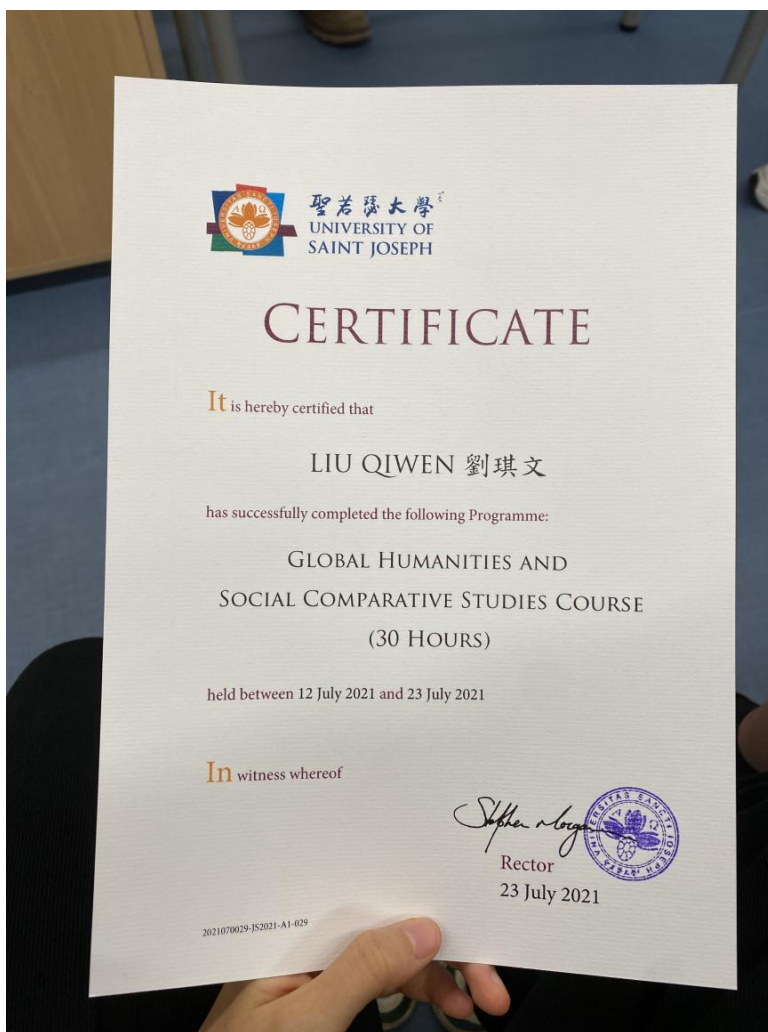 聖若瑟大學
UNIVERSITY OF
SAINT JOSEPH
CERTIFICATE
It is hereby certified that
LIU QIWEN 劉琪文
has successfully completed the following Programme:
GLOBAL HUMANITIES AND
SOCIAL COMPARATIVE STUDIES COURSE
(30 HOURS)
held between 12 July 2021 and 23 July 2021
In witness whereof
Stephen Morgan
Rector
23 July 2021
2021070029-JS2021-A1-029